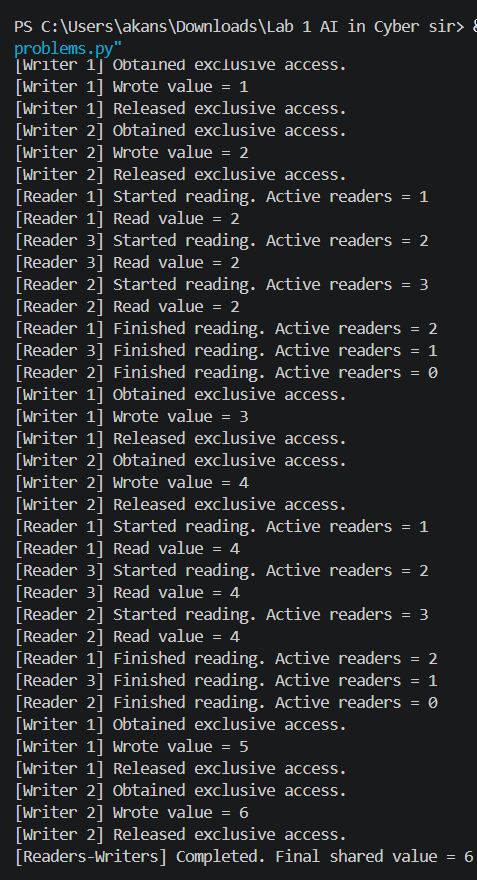 PS C:\Users\akans\Downloads\Lab 1 AI in Cyber sir> &
problems.py"
[Writer 1] Obtained exclusive access.
[Writer 1] Wrote value = 1
[Writer 1] Released exclusive access.
[Writer 2] Obtained exclusive access.
[Writer 2] Wrote value = 2
[Writer 2] Released exclusive access.
[Reader 1] Started reading. Active readers = 1
[Reader 1] Read value = 2
[Reader 3] Started reading. Active readers = 2
[Reader 3] Read value = 2
[Reader 2] Started reading. Active readers = 3
[Reader 2] Read value = 2
[Reader 1] Finished reading. Active readers = 2
[Reader 3] Finished reading. Active readers = 1
[Reader 2] Finished reading. Active readers = 0
[Writer 1] Obtained exclusive access.
[Writer 1] Wrote value = 3
[Writer 1] Released exclusive access.
[Writer 2] Obtained exclusive access.
[Writer 2] Wrote value = 4
[Writer 2] Released exclusive access.
[Reader 1] Started reading. Active readers = 1
[Reader 1] Read value = 4
[Reader 3] Started reading. Active readers = 2
[Reader 3] Read value = 4
[Reader 2] Started reading. Active readers = 3
[Reader 2] Read value = 4
[Reader 1] Finished reading. Active readers = 2
[Reader 3] Finished reading. Active readers = 1
[Reader 2] Finished reading. Active readers = 0
[Writer 1] Obtained exclusive access.
[Writer 1] Wrote value = 5
[Writer 1] Released exclusive access.
[Writer 2] Obtained exclusive access.
[Writer 2] Wrote value = 6
[Writer 2] Released exclusive access.
[Readers-Writers] Completed. Final shared value = 6